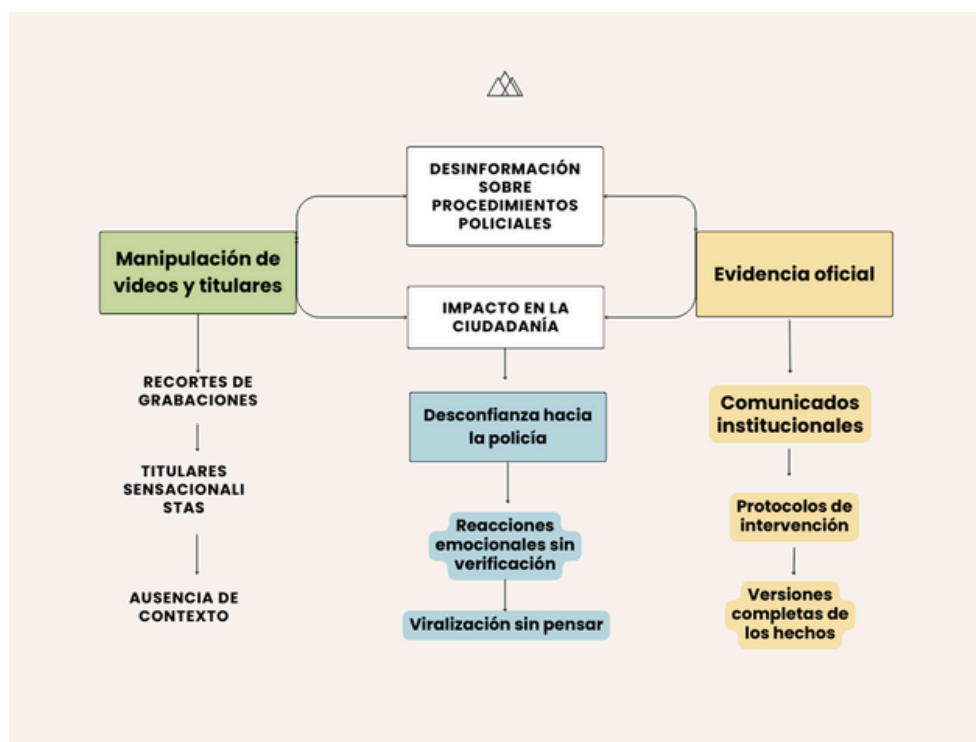 DESINFORMACIÓN
SOBRE
PROCEDIMIENTOS
POLICIALES
Manipulación de
videos y titulares
Evidencia oficial
IMPACTO EN LA
CIUDADANÍA
RECORTES DE
GRABACIONES
TITULARES
SENSACIONALI
STAS
AUSENCIA DE
CONTEXTO
Desconfianza hacia
la policía
Reacciones
emocionales sin
verificación
Viralización sin pensar
Comunicados
institucionales
Protocolos de
intervención
Versiones
completas de
los hechos